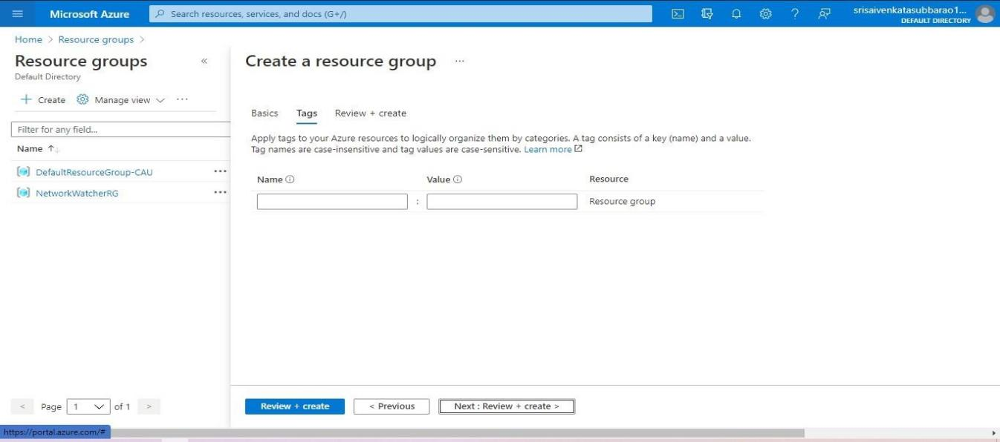 Microsoft Azure
Search resources, services, and docs (G+/)
srisaivenkatasubbarao1...
DEFAULT DIRECTORY
Home > Resource groups >
Resource groups
«
Default Directory
+ Create
Manage view
...
Filter for any field...
Name ↑↓
DefaultResourceGroup-CAU
...
NetworkWatcherRG
...
< Page 1 of 1 >
https://portal.azure.com/#
Create a resource group
...
Basics Tags Review + create
Apply tags to your Azure resources to logically organize them by categories. A tag consists of a key (name) and a value.
Tag names are case-insensitive and tag values are case-sensitive. Learn more
Name Value Resource
: Resource group
Review + create < Previous Next : Review + create >